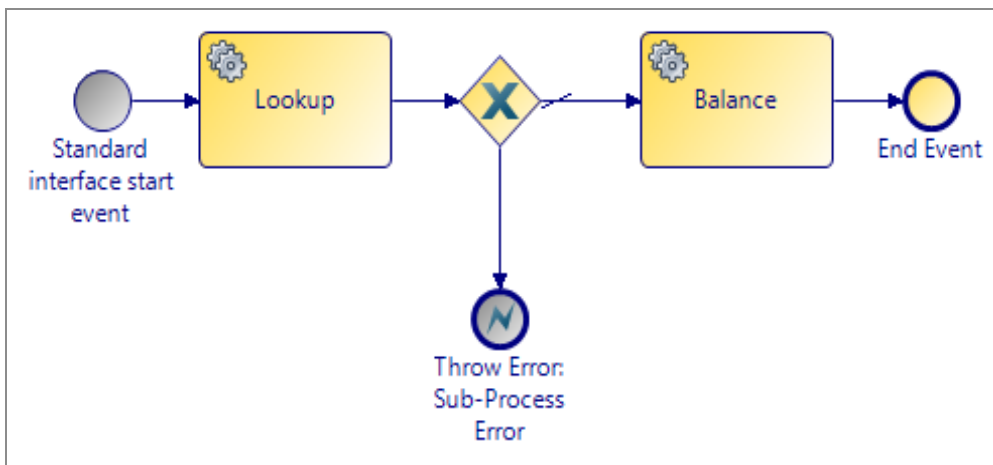 Lookup
Balance
Standard
interface start
event
End Event
Throw Error:
Sub-Process
Error